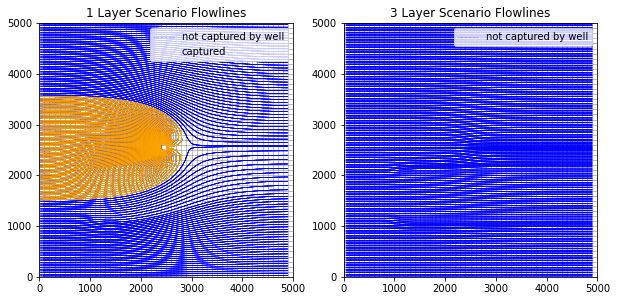 1 Layer Scenario Flowlines
3 Layer Scenario Flowlines
5000
4000
3000
2000
1000
0
not captured by well
captured
0 1000 2000 3000 4000 5000
5000
4000
3000
2000
1000
0
not captured by well
0 1000 2000 3000 4000 5000